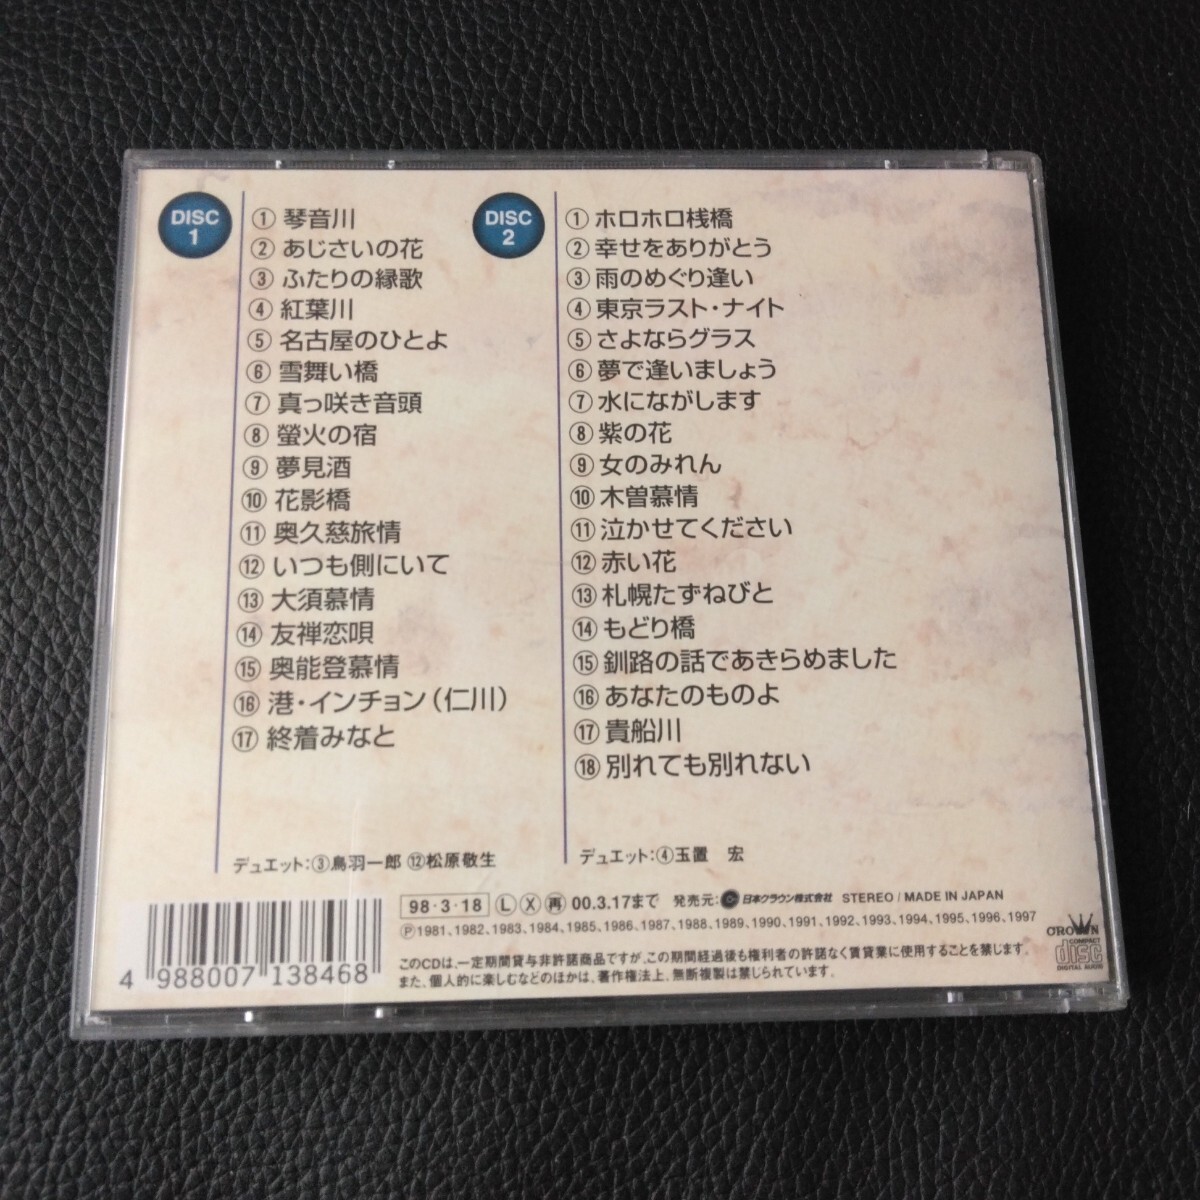 DISC
1
① 琴音川
② あじさいの花
③ ふたりの縁歌
④ 紅葉川
⑤ 名古屋のひとよ
⑥ 雪舞い橋
⑦ 真っ咲き音頭
⑧ 螢火の宿
⑨ 夢見酒
⑩ 花影橋
⑪ 奥久慈旅情
⑫ いつも側にいて
⑬ 大須慕情
⑭ 友禅恋唄
⑮ 奥能登慕情
⑯ 港・インチョン(仁川)
⑰ 終着みなと
デュエット:③鳥羽一郎 ⑫松原敬生
DISC
2
① ホロホロ桟橋
② 幸せをありがとう
③ 雨のめぐり逢い
④ 東京ラスト・ナイト
⑤ さよならグラス
⑥ 夢で逢いましょう
⑦ 水にながします
⑧ 紫の花
⑨ 女のみれん
⑩ 木曽慕情
⑪ 泣かせてください
⑫ 赤い花
⑬ 札幌たずねびと
⑭ もどり橋
⑮ 釧路の話であきらめました
⑯ あなたのものよ
⑰ 貴船川
⑱ 別れても別れない
デュエット:④玉置 宏
98・3・18 Ⓛ Ⓧ ㊢ 00.3.17まで 発売元: 日本クラウン株式会社 STEREO / MADE IN JAPAN
Ⓟ1981、1982、1983、1984、1985、1986、1987、1988、1989、1990、1991、1992、1993、1994、1995、1996、1997
このCDは、一定期間貸与非許諾商品ですが、この期間経過後も権利者の許諾なく賃貸業に使用することを禁じます。
また、個人的に楽しむなどのほかは、著作権法上、無断複製は禁じられています。
4 988007 138468
CROWN
COMPACT
disc
DIGITAL AUDIO